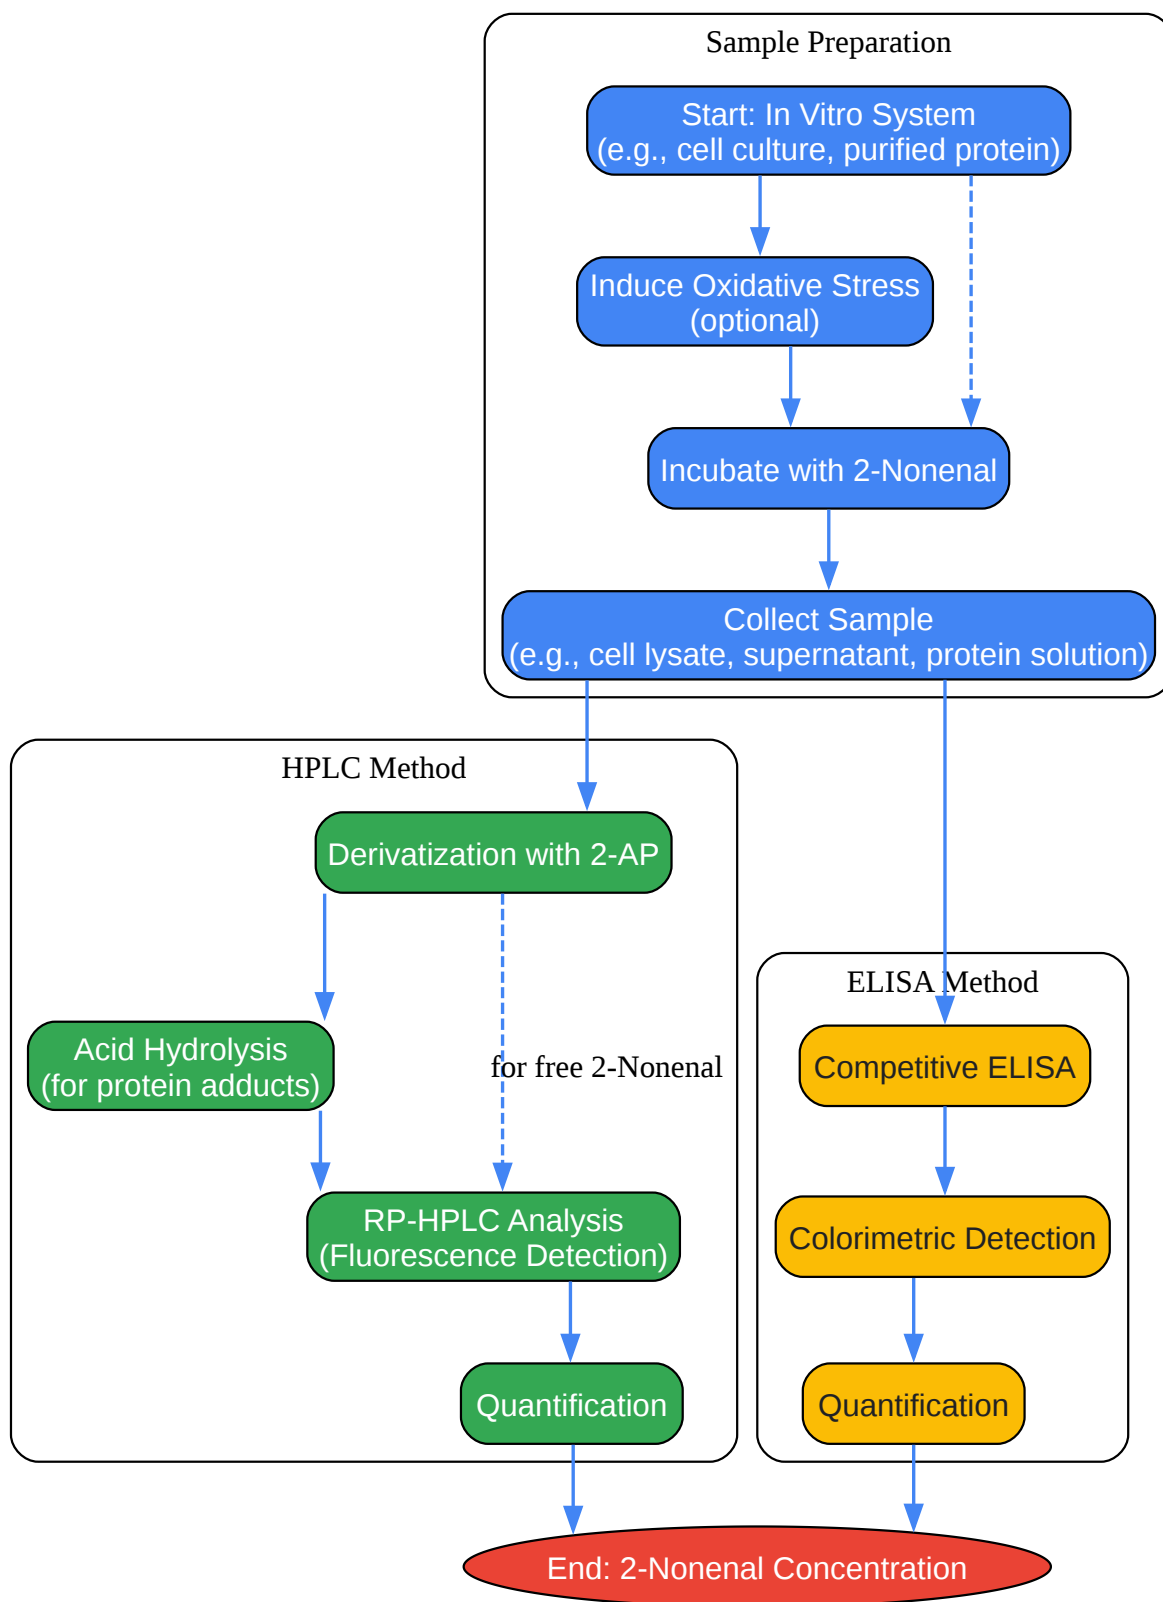 Sample Preparation
Start: In Vitro System
(e.g., cell culture, purified protein)
Induce Oxidative Stress
(optional)
Incubate with 2-Nonenal
Collect Sample
(e.g., cell lysate, supernatant, protein solution)
HPLC Method
Derivatization with 2-AP
Acid Hydrolysis
(for protein adducts)
for free 2-Nonenal
RP-HPLC Analysis
(Fluorescence Detection)
Quantification
ELISA Method
Competitive ELISA
Colorimetric Detection
Quantification
End: 2-Nonenal Concentration